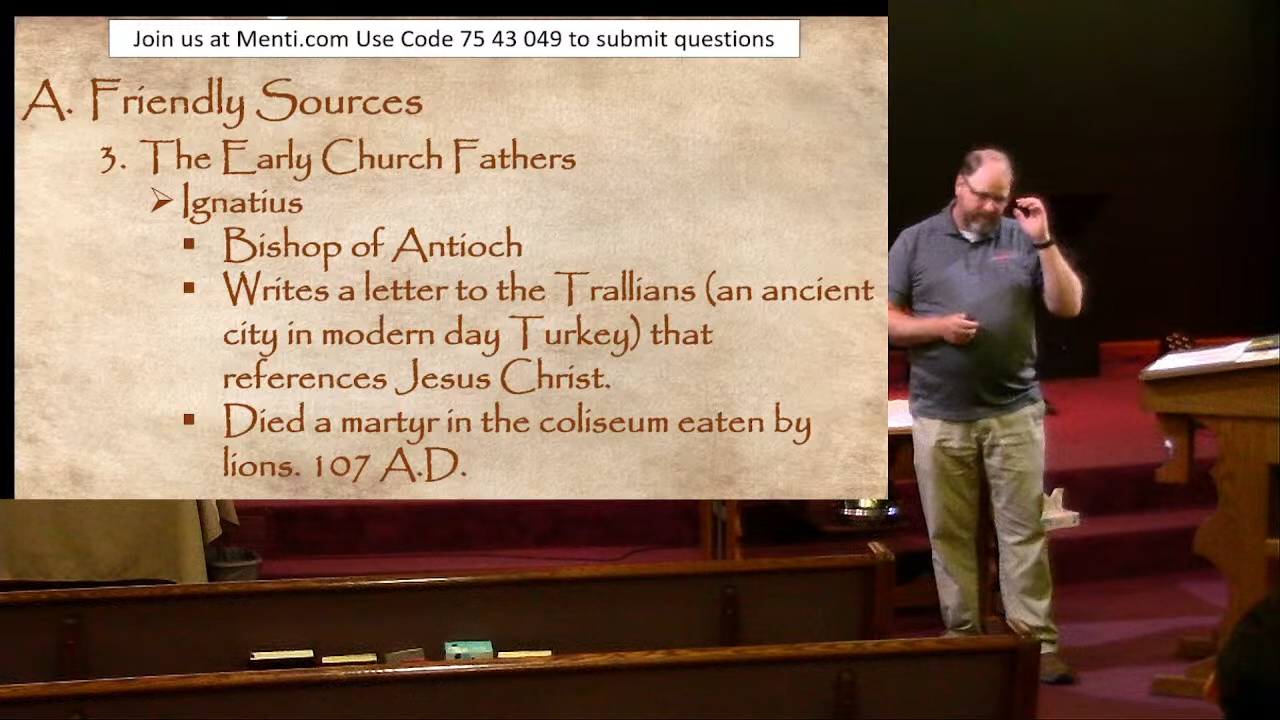 Join us at Menti.com Use Code 75 43 049 to submit questions
A. Friendly Sources
3. The Early Church Fathers
Ignatius
Bishop of Antioch
Writes a letter to the Trallians (an ancient
city in modern day Turkey) that
references Jesus Christ.
Died a martyr in the coliseum eaten by
lions. 107 A.D.